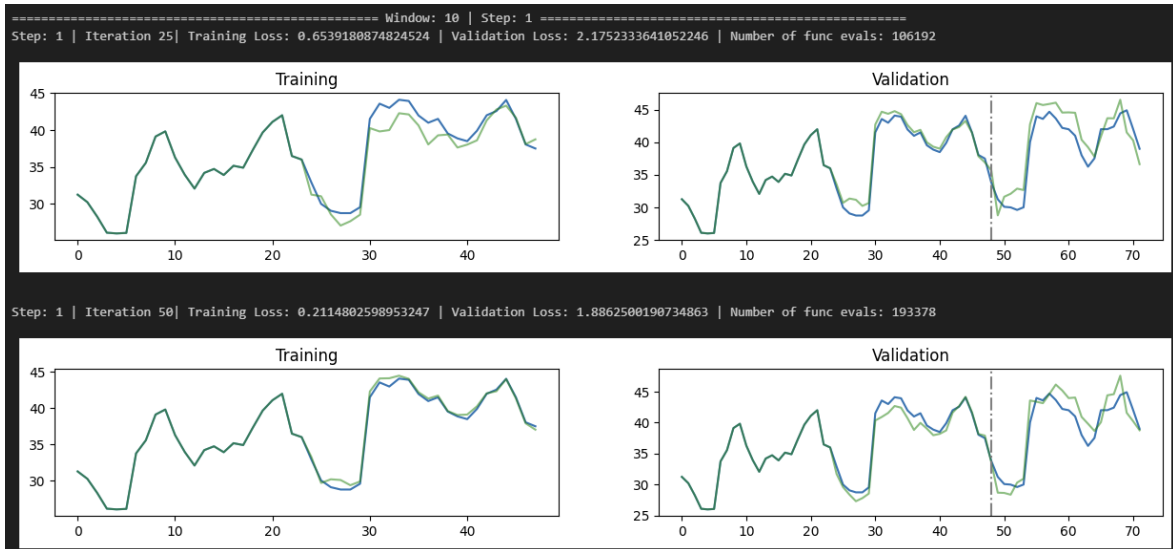 ================================================== Window: 10 | Step: 1 ==================================================
Step: 1 | Iteration 25| Training Loss: 0.6539180874824524 | Validation Loss: 2.1752333641052246 | Number of func evals: 106192
Training
Validation
45
40
35
30
0 10 20 30 40
45
40
35
30
25
0 10 20 30 40 50 60 70
Step: 1 | Iteration 50| Training Loss: 0.2114802598953247 | Validation Loss: 1.8862500190734863 | Number of func evals: 193378
Training
Validation
45
40
35
30
0 10 20 30 40
45
40
35
30
25
0 10 20 30 40 50 60 70